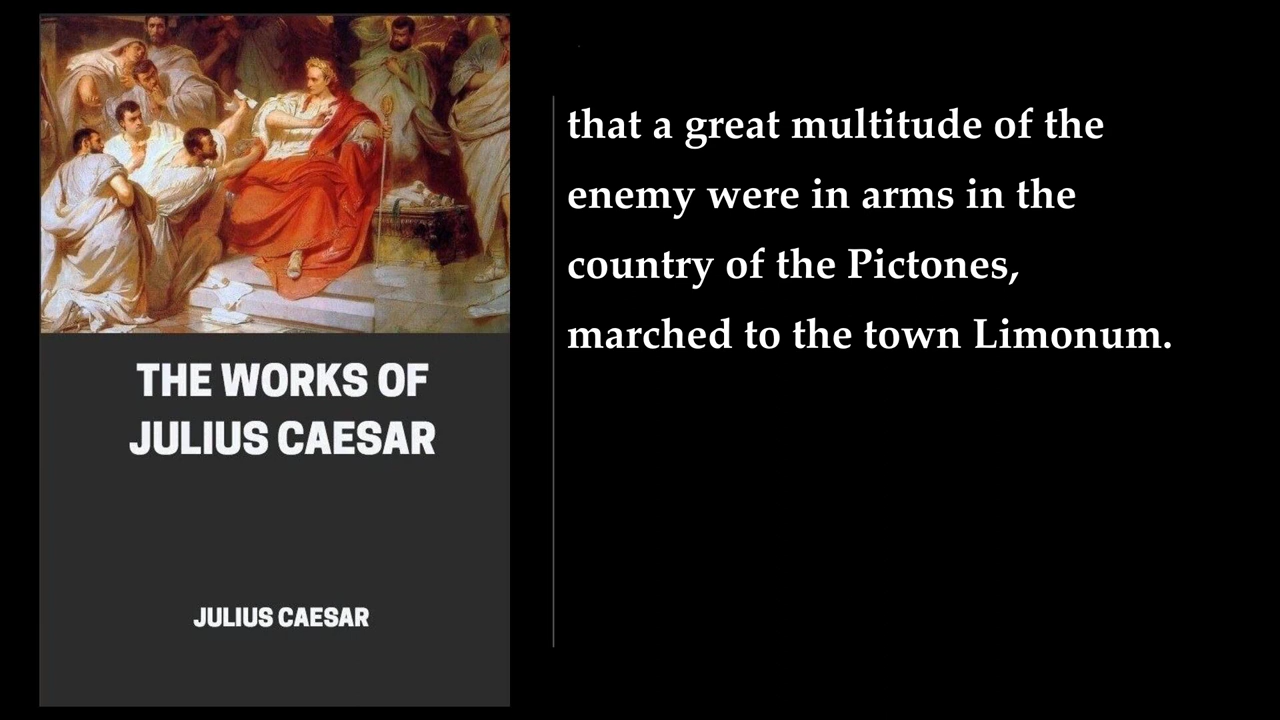 THE WORKS OF
JULIUS CAESAR
JULIUS CAESAR
that a great multitude of the
enemy were in arms in the
country of the Pictones,
marched to the town Limonum.